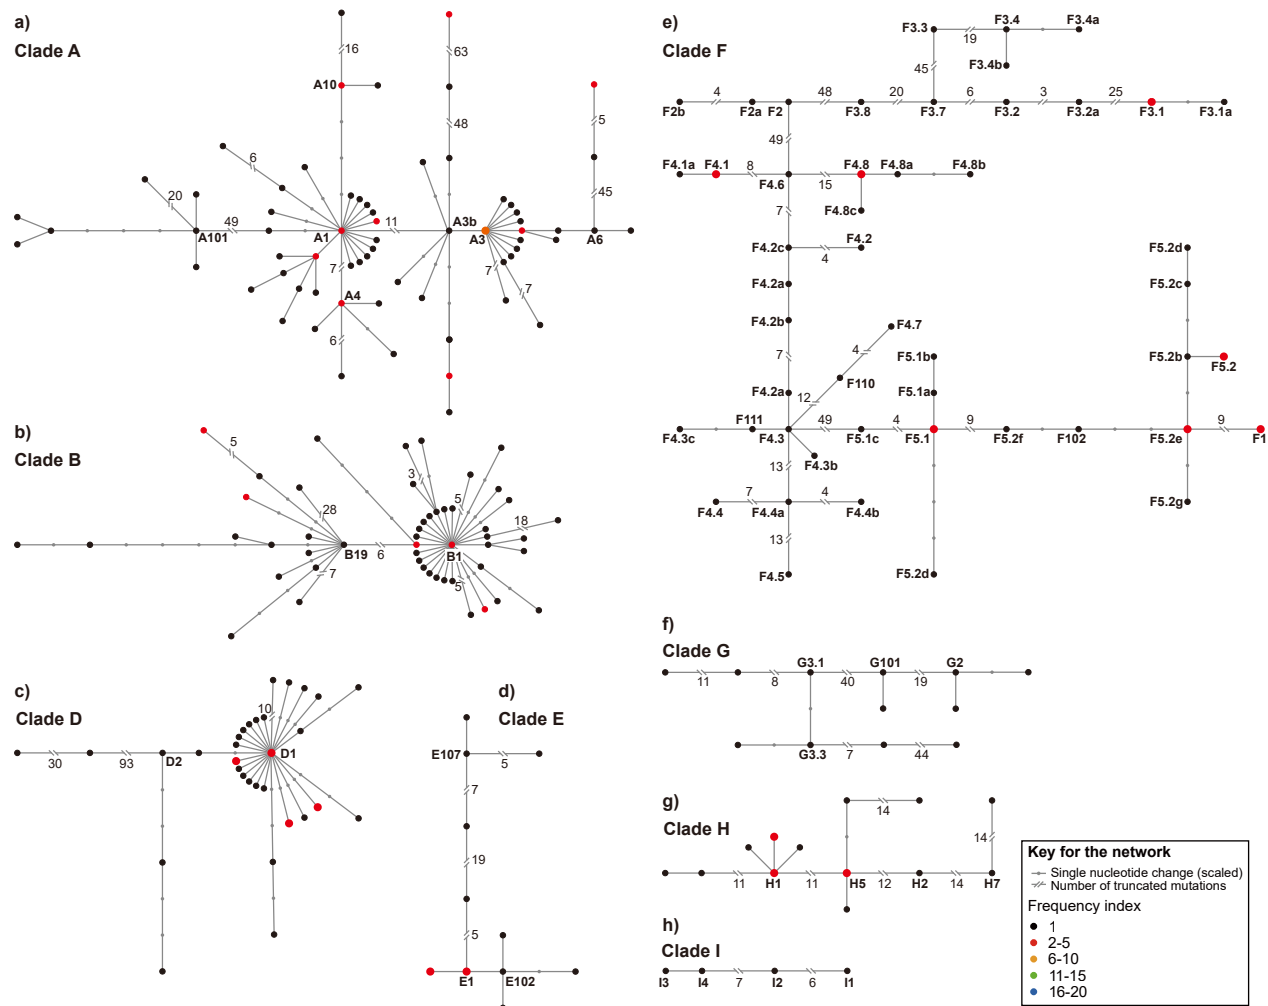 a)
Clade A
16
A10
63
48
5
45
6
20
49
A101
A1
11
A3b
A3
A6
7
7
7
A4
6
b)
Clade B
5
28
B19
7
6
3
5
18
B1
5
c)
Clade D
10
30
93
D2
D1
d)
Clade E
E107
5
7
19
5
E1
E102
e)
Clade F
F3.3
19
F3.4
F3.4a
F3.4b
45
4
48
20
6
3
25
F2b
F2a
F2
F3.8
F3.7
F3.2
F3.2a
F3.1
F3.1a
49
F4.1a
F4.1
8
F4.6
15
F4.8
F4.8a
F4.8b
F4.8c
7
F4.2c
4
F4.2
F4.2a
F4.2b
7
F4.7
4
F110
12
F4.2a
F5.1b
F5.1a
F5.2d
F5.2c
F5.2b
F5.2
F4.3c
F111
F4.3
49
F5.1c
4
F5.1
9
F5.2f
F102
F5.2e
9
F1
F4.3b
13
F4.4
7
F4.4a
4
F4.4b
13
F4.5
F5.2d
F5.2g
f)
Clade G
11
8
G3.1
40
G101
19
G2
G3.3
7
44
g)
Clade H
14
14
11
H1
11
H5
12
H2
14
H7
h)
Clade I
I3
I4
7
I2
6
I1
Key for the network
Single nucleotide change (scaled)
Number of truncated mutations
Frequency index
1
2-5
6-10
11-15
16-20